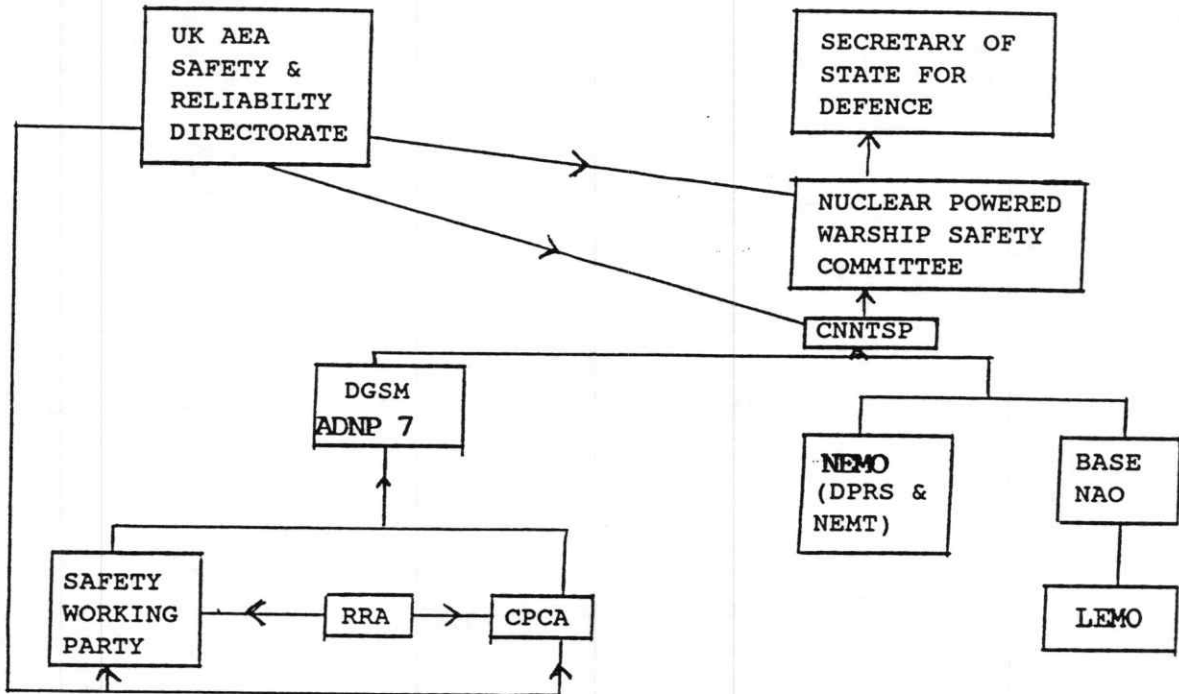 UK AEA
SAFETY &
RELIABILTY
DIRECTORATE
SECRETARY OF
STATE FOR
DEFENCE
NUCLEAR POWERED
WARSHIP SAFETY
COMMITTEE
CNNTSP
DGSM
ADNP 7
NEMO
(DPRS &
NEMT)
BASE
NAO
SAFETY
WORKING
PARTY
RRA
CPCA
LEMO